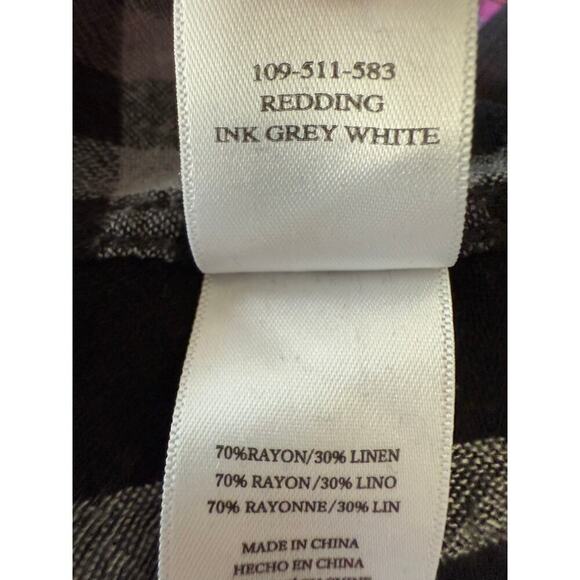 109-511-583
REDDING
INK GREY WHITE
70%RAYON/30% LINEN
70% RAYON/30% LINO
70% RAYONNE/30% LIN
MADE IN CHINA
HECHO EN CHINA